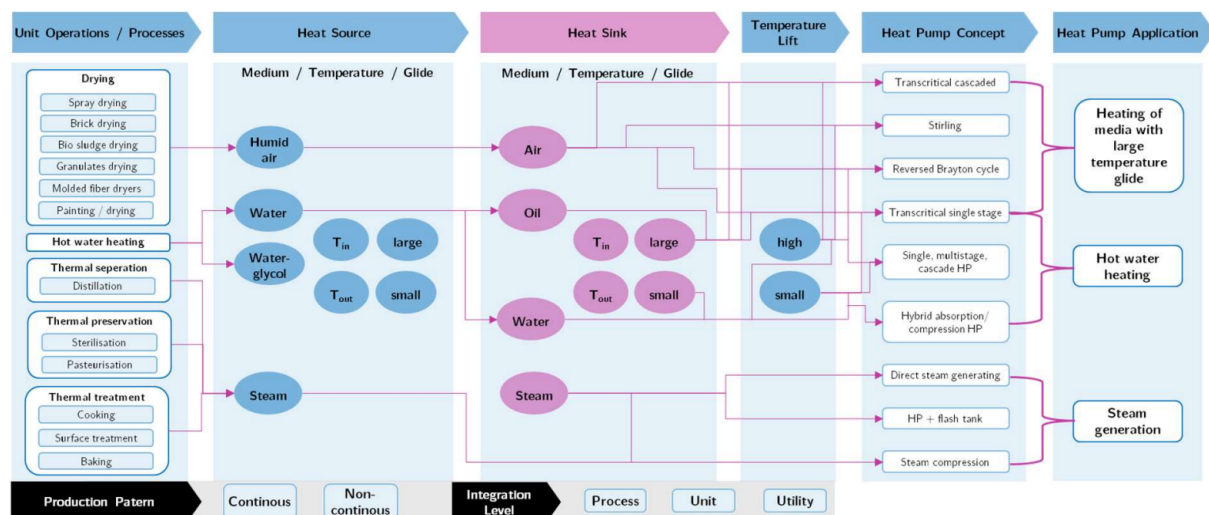 Unit Operations / Processes
Heat Source
Heat Sink
Temperature
Lift
Heat Pump Concept
Heat Pump Application
Drying
Spray drying
Brick drying
Bio sludge drying
Granulates drying
Molded fiber dryers
Painting / drying
Hot water heating
Thermal seperation
Distillation
Thermal preservation
Sterilisation
Pasteurisation
Thermal treatment
Cooking
Surface treatment
Baking
Medium / Temperature / Glide
Humid
air
Water
Water-
glycol
T in
large
T out
small
Steam
Medium / Temperature / Glide
Air
Oil
T in
large
T out
small
Water
Steam
high
small
Transcritical cascaded
Stirling
Reversed Brayton cycle
Transcritical single stage
Single, multistage,
cascade HP
Hybrid absorption/
compression HP
Direct steam generating
HP + flash tank
Steam compression
Heating of
media with
large
temperature
glide
Hot water
heating
Steam
generation
Production Patern
Continous
Non-
continous
Integration
Level
Process
Unit
Utility